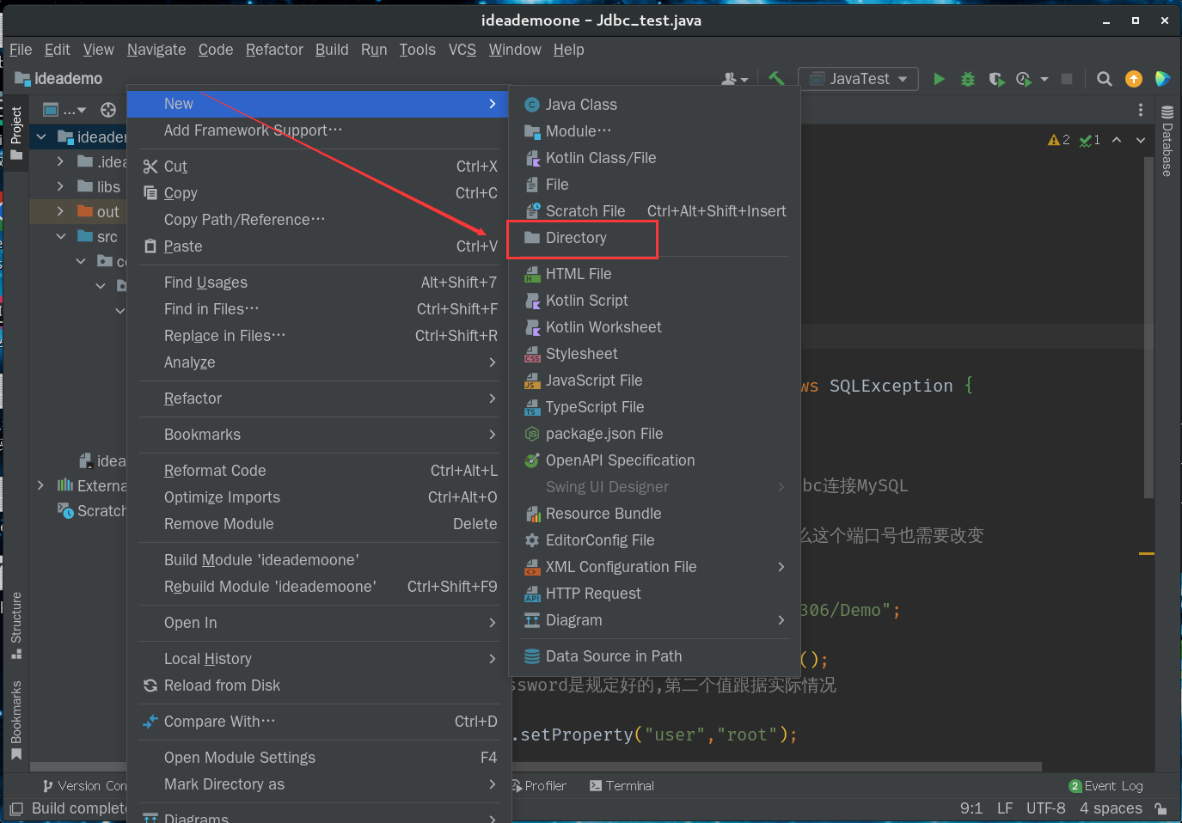 ideademoone – Jdbc_test.java
File Edit View Navigate Code Refactor Build Run Tools VCS Window Help
ideademo
JavaTest
Project
ideader
.idea
libs
out
src
co
idea
Externa
Scratch
Structure
Bookmarks
New
Add Framework Support…
Cut Ctrl+X
Copy Ctrl+C
Copy Path/Reference…
Paste Ctrl+V
Find Usages Alt+Shift+7
Find in Files… Ctrl+Shift+F
Replace in Files… Ctrl+Shift+R
Analyze
Refactor
Bookmarks
Reformat Code Ctrl+Alt+L
Optimize Imports Ctrl+Alt+O
Remove Module Delete
Build Module 'ideademoone'
Rebuild Module 'ideademoone' Ctrl+Shift+F9
Open In
Local History
Reload from Disk
Compare With… Ctrl+D
Open Module Settings F4
Mark Directory as
Diagrams
Java Class
Module…
Kotlin Class/File
File
Scratch File Ctrl+Alt+Shift+Insert
Directory
HTML File
Kotlin Script
Kotlin Worksheet
Stylesheet
JavaScript File
TypeScript File
package.json File
OpenAPI Specification
Swing UI Designer
Resource Bundle
EditorConfig File
XML Configuration File
HTTP Request
Diagram
Data Source in Path
2 1
Database
ws SQLException {
bc连接MySQL
么这个端口号也需要改变
306/Demo";
();
ssword是规定好的,第二个值跟据实际情况
.setProperty("user","root");
Version Con Profiler Terminal 2 Event Log
Build complete 9:1 LF UTF-8 4 spaces